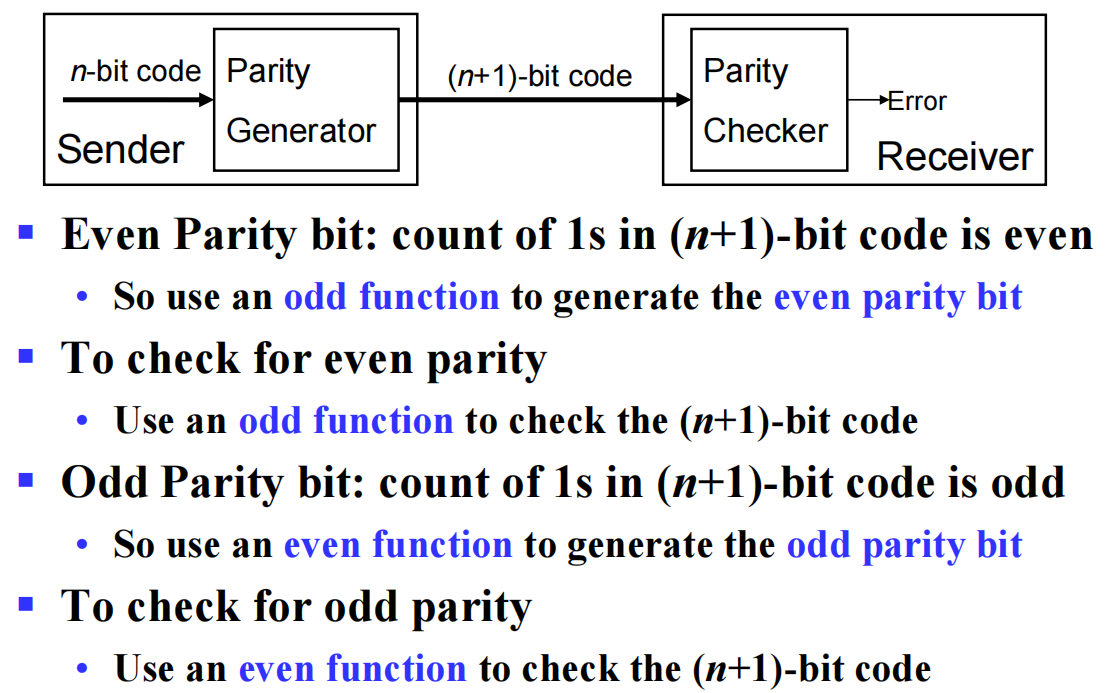 n-bit code
Parity
Generator
Sender
(n+1)-bit code
Parity
Checker
Error
Receiver
▪ Even Parity bit: count of 1s in (n+1)-bit code is even
• So use an odd function to generate the even parity bit
▪ To check for even parity
• Use an odd function to check the (n+1)-bit code
▪ Odd Parity bit: count of 1s in (n+1)-bit code is odd
• So use an even function to generate the odd parity bit
▪ To check for odd parity
• Use an even function to check the (n+1)-bit code